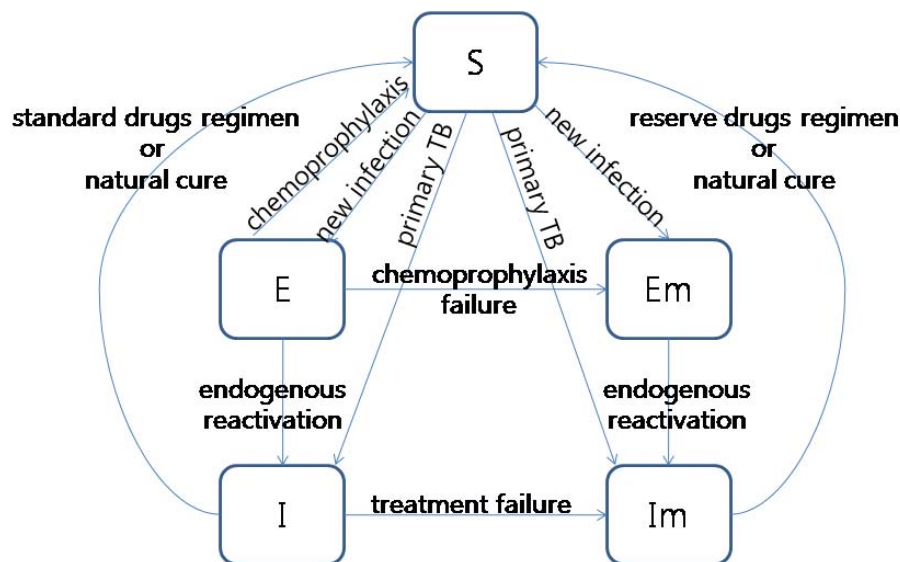 S
standard drugs regimen
or
natural cure
chemoprophylaxis
new infection
primary TB
primary TB
new infection
reserve drugs regimen
or
natural cure
E
chemoprophylaxis
failure
Em
endogenous
reactivation
endogenous
reactivation
I
treatment failure
Im